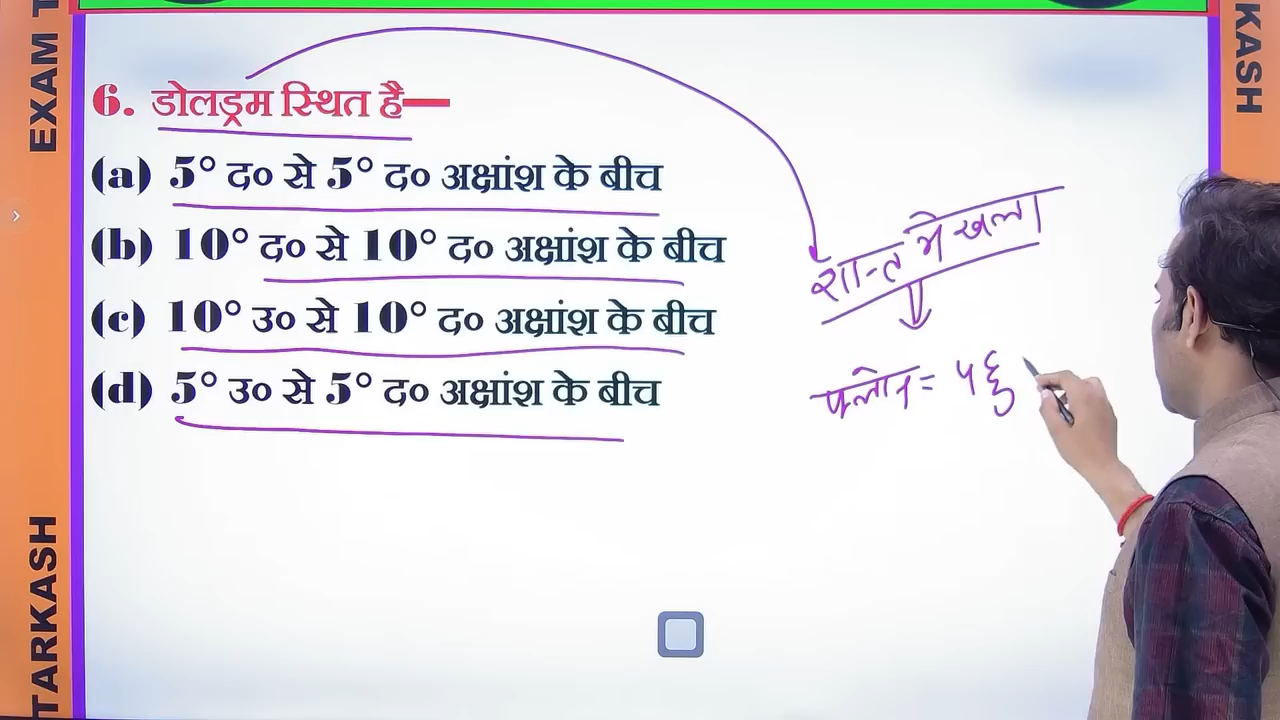 EXAM T
TARKASH
KASH
6. डोलड्रम स्थित है—
(a) 5° द० से 5° द० अक्षांश के बीच
(b) 10° द० से 10° द० अक्षांश के बीच
(c) 10° उ० से 10° द० अक्षांश के बीच
(d) 5° उ० से 5° द० अक्षांश के बीच
शान्त मेखला